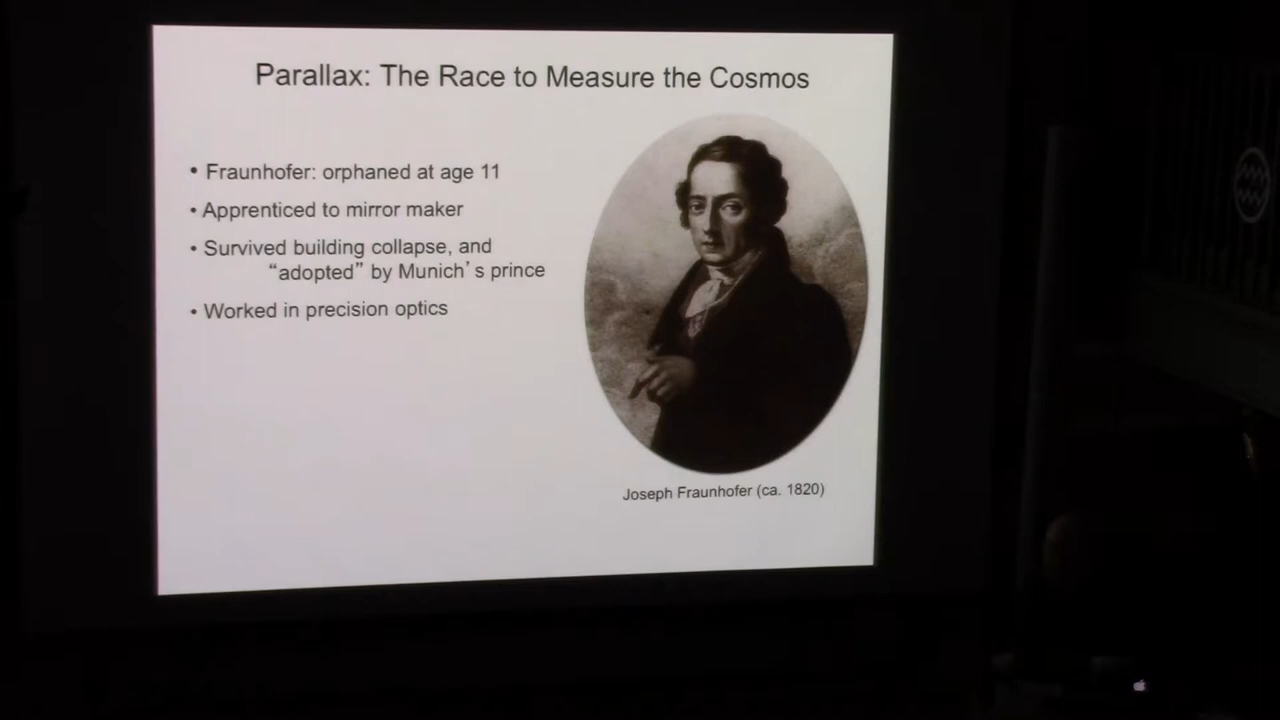 Parallax: The Race to Measure the Cosmos
• Fraunhofer: orphaned at age 11
• Apprenticed to mirror maker
• Survived building collapse, and
“adopted” by Munich’s prince
• Worked in precision optics
Joseph Fraunhofer (ca. 1820)